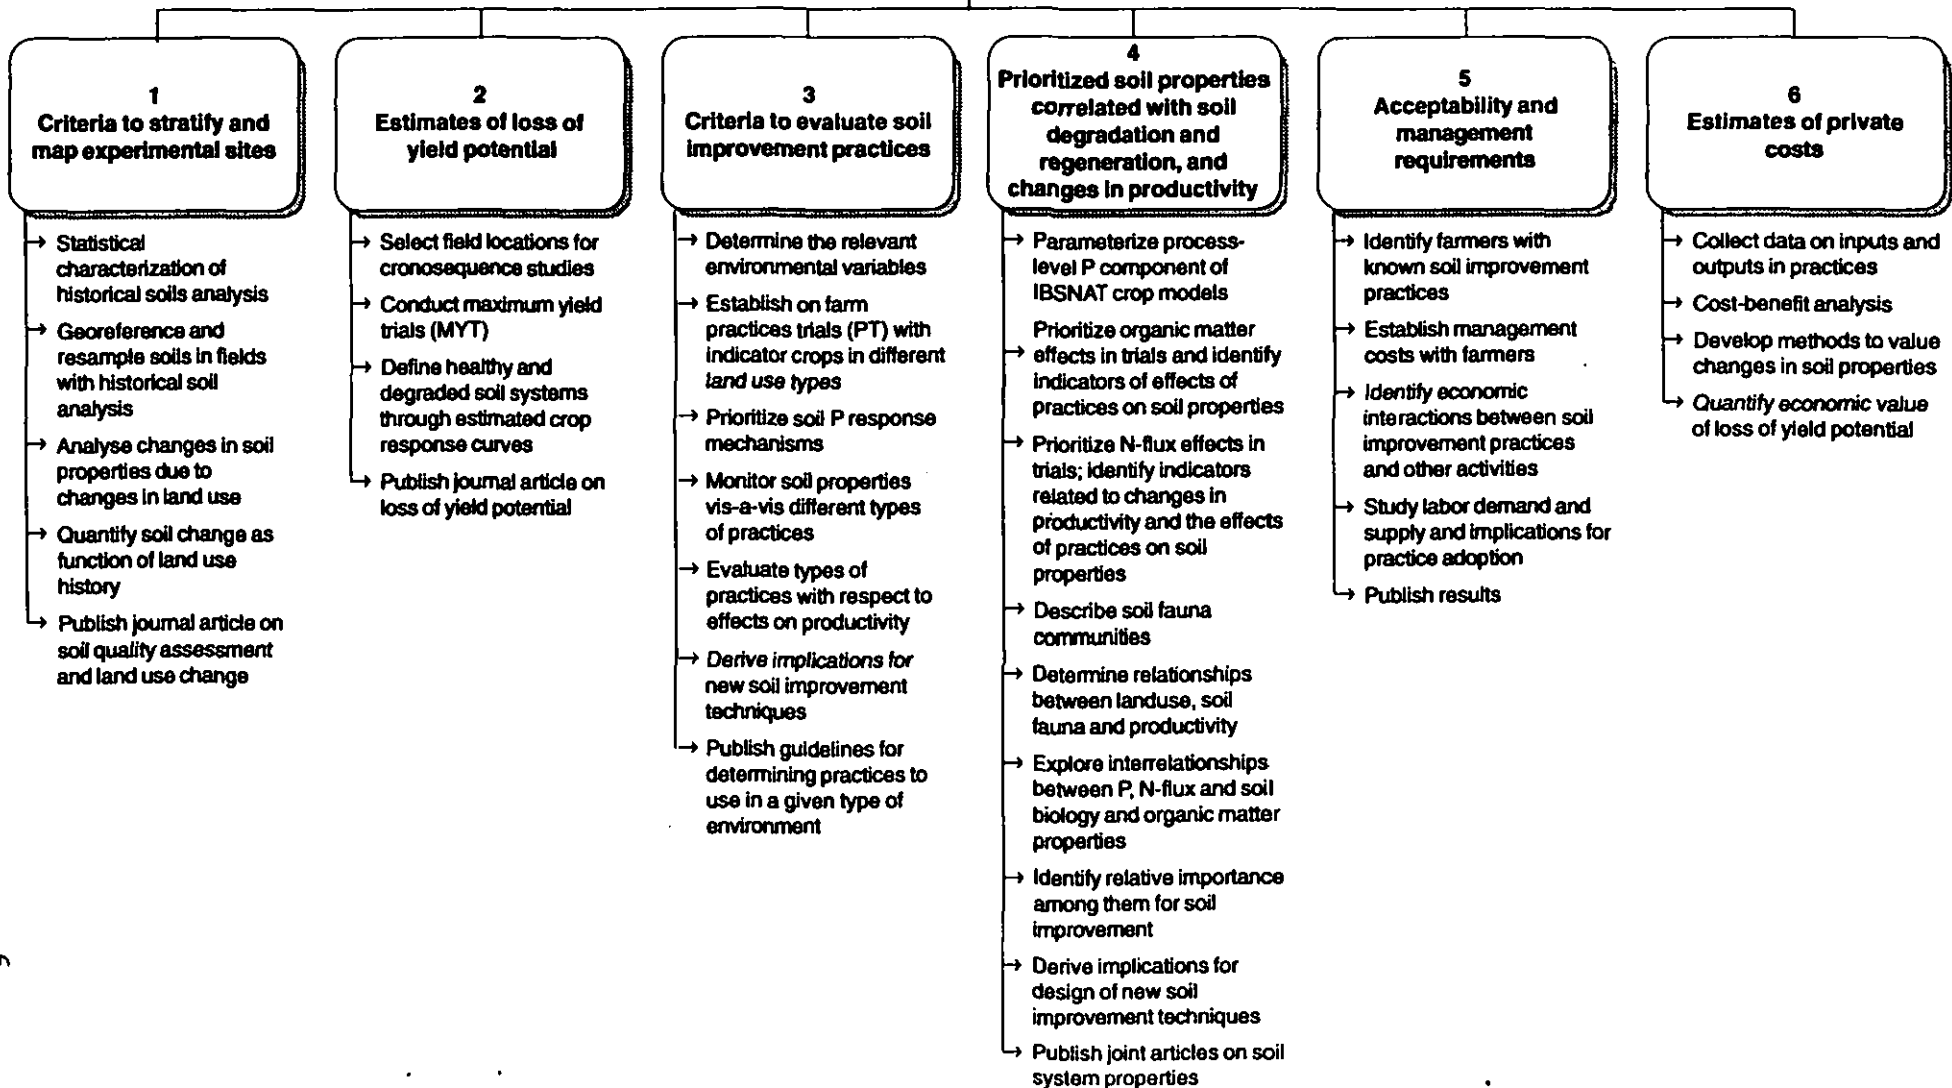 1
Criteria to stratify and
map experimental sites
→ Statistical
characterization of
historical soils analysis
→ Georeference and
resample soils in fields
with historical soil
analysis
→ Analyse changes in soil
properties due to
changes in land use
→ Quantify soil change as
function of land use
history
→ Publish journal article on
soil quality assessment
and land use change
2
Estimates of loss of
yield potential
→ Select field locations for
cronosequence studies
→ Conduct maximum yield
trials (MYT)
→ Define healthy and
degraded soil systems
through estimated crop
response curves
→ Publish journal article on
loss of yield potential
3
Criteria to evaluate soil
improvement practices
→ Determine the relevant
environmental variables
→ Establish on farm
practices trials (PT) with
indicator crops in different
land use types
→ Prioritize soil P response
mechanisms
→ Monitor soil properties
vis-a-vis different types
of practices
→ Evaluate types of
practices with respect to
effects on productivity
→ Derive implications for
new soil improvement
techniques
→ Publish guidelines for
determining practices to
use in a given type of
environment
4
Prioritized soil properties
correlated with soil
degradation and
regeneration, and
changes in productivity
→ Parameterize process-
level P component of
IBSNAT crop models
Prioritize organic matter
→ effects in trials and identify
indicators of effects of
practices on soil properties
→ Prioritize N-flux effects in
trials; identify indicators
related to changes in
productivity and the effects
of practices on soil
properties
→ Describe soil fauna
communities
→ Determine relationships
between landuse, soil
fauna and productivity
→ Explore interrelationships
between P, N-flux and soil
biology and organic matter
properties
→ Identify relative importance
among them for soil
improvement
→ Derive implications for
design of new soil
improvement techniques
→ Publish joint articles on soil
system properties
5
Acceptability and
management
requirements
→ Identify farmers with
known soil improvement
practices
→ Establish management
costs with farmers
→ Identify economic
interactions between soil
improvement practices
and other activities
→ Study labor demand and
supply and implications for
practice adoption
→ Publish results
6
Estimates of private
costs
→ Collect data on inputs and
outputs in practices
→ Cost-benefit analysis
→ Develop methods to value
changes in soil properties
→ Quantify economic value
of loss of yield potential